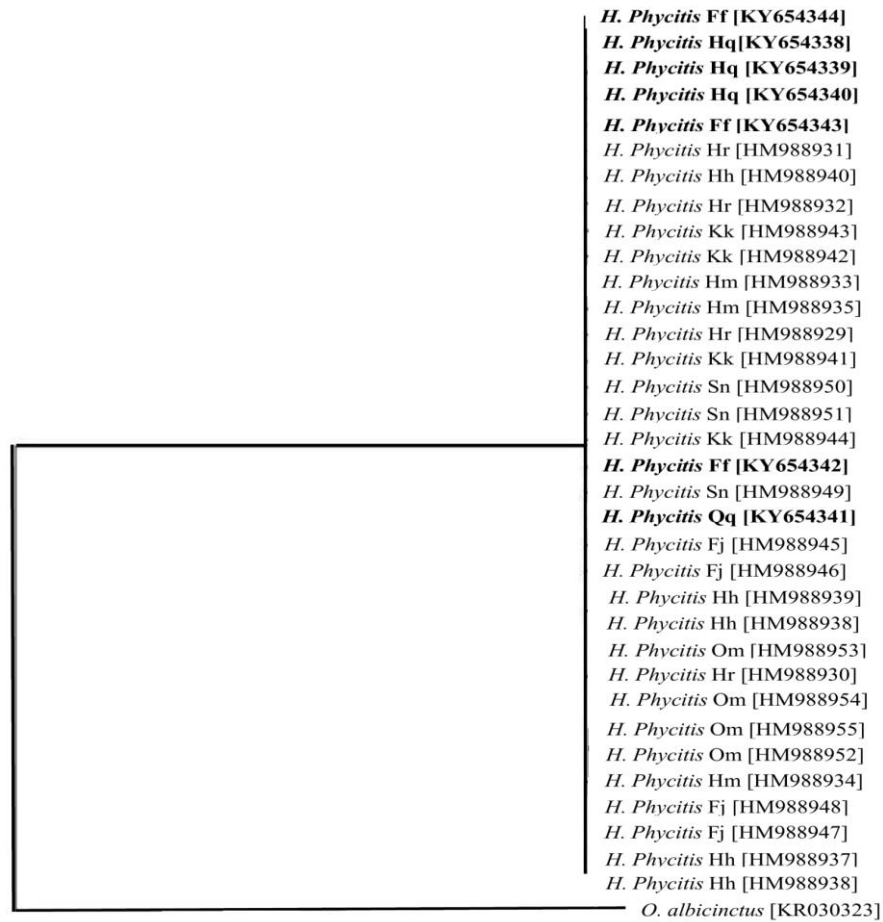 H. Phycitis Ff [KY654344]
H. Phycitis Hq[KY654338]
H. Phycitis Hq [KY654339]
H. Phycitis Hq [KY654340]
H. Phycitis Ff [KY654343]
H. Phycitis Hr [HM988931]
H. Phycitis Hh [HM988940]
H. Phycitis Hr [HM988932]
H. Phycitis Kk [HM988943]
H. Phycitis Kk [HM988942]
H. Phycitis Hm [HM988933]
H. Phycitis Hm [HM988935]
H. Phycitis Hr [HM988929]
H. Phycitis Kk [HM988941]
H. Phycitis Sn [HM988950]
H. Phycitis Sn [HM988951]
H. Phycitis Kk [HM988944]
H. Phycitis Ff [KY654342]
H. Phycitis Sn [HM988949]
H. Phycitis Qq [KY654341]
H. Phycitis Fj [HM988945]
H. Phycitis Fj [HM988946]
H. Phycitis Hh [HM988939]
H. Phycitis Hh [HM988938]
H. Phycitis Om [HM988953]
H. Phycitis Hr [HM988930]
H. Phycitis Om [HM988954]
H. Phycitis Om [HM988955]
H. Phycitis Om [HM988952]
H. Phycitis Hm [HM988934]
H. Phycitis Fj [HM988948]
H. Phycitis Fj [HM988947]
H. Phycitis Hh [HM988937]
H. Phycitis Hh [HM988938]
O. albicinctus [KR030323]